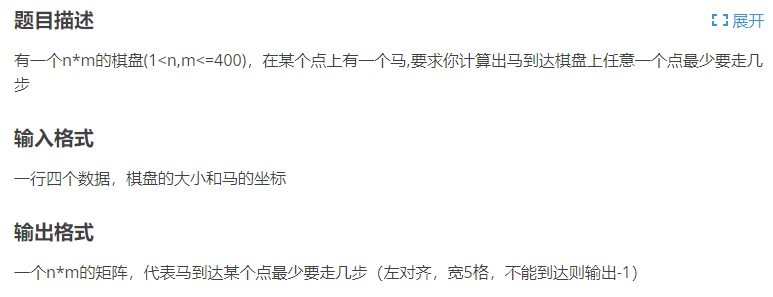 题目描述
展开
有一个n*m的棋盘(1<n,m<=400)，在某个点上有一个马,要求你计算出马到达棋盘上任意一个点最少要走几
步
输入格式
一行四个数据，棋盘的大小和马的坐标
输出格式
一个n*m的矩阵，代表马到达某个点最少要走几步（左对齐，宽5格，不能到达则输出-1）